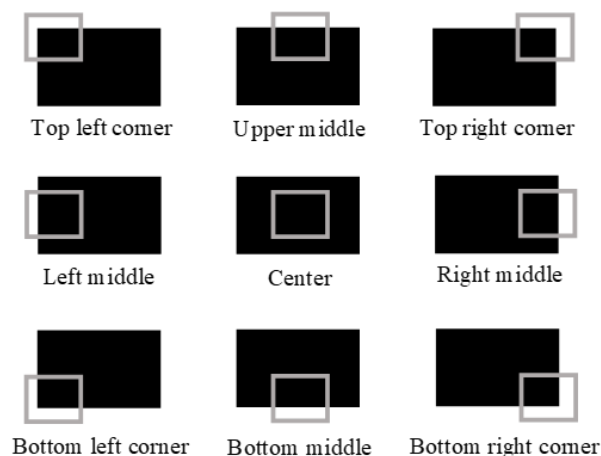 Top left corner
Upper middle
Top right corner
Left middle
Center
Right middle
Bottom left corner
Bottom middle
Bottom right corner